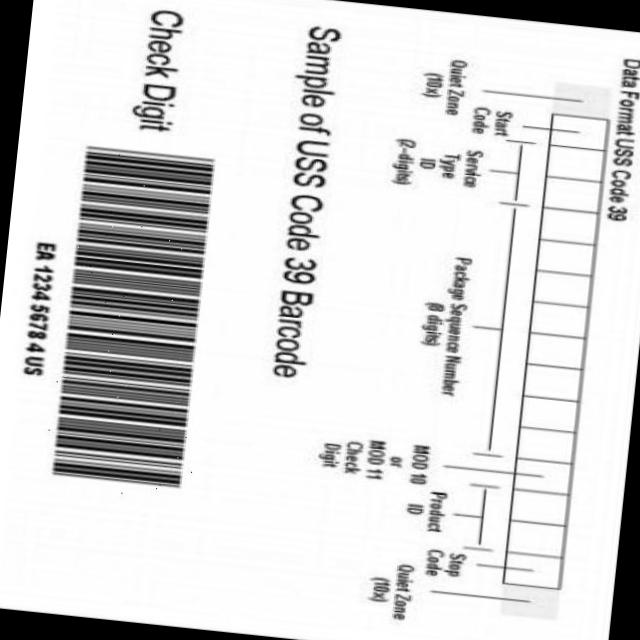 Data Format USS Code 39
Quiet Zone
(10x)
Start
Code
Service
Type
ID
(2-digits)
Package Sequence Number
(8 digits)
MOD 10
or
MOD 11
Check
Digit
Product
ID
Stop
Code
Quiet Zone
(10x)
Sample of USS Code 39 Barcode
Check Digit
EA 1234 5678 4 US